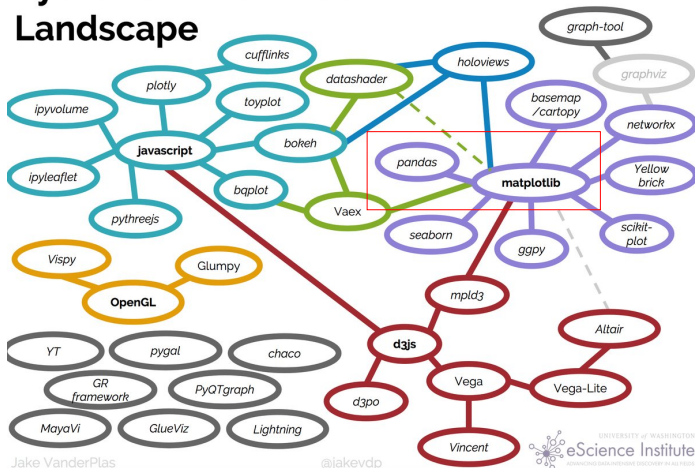 Landscape
graph-tool
cufflinks
holoviews
datashader
graphviz
plotly
basemap
/cartopy
ipyvolume
toyplot
networkx
javascript
bokeh
pandas
Yellow
brick
ipyleaflet
bqplot
matplotlib
Vaex
pythreejs
seaborn
ggpy
scikit-
plot
Vispy
Glumpy
OpenGL
mpld3
Altair
d3js
YT
pygal
chaco
Vega
Vega-Lite
GR
framework
PyQTgraph
d3po
MayaVi
GlueViz
Lightning
Vincent
UNIVERSITY OF WASHINGTON
eScience Institute
Jake VanderPlas
@jakevdp